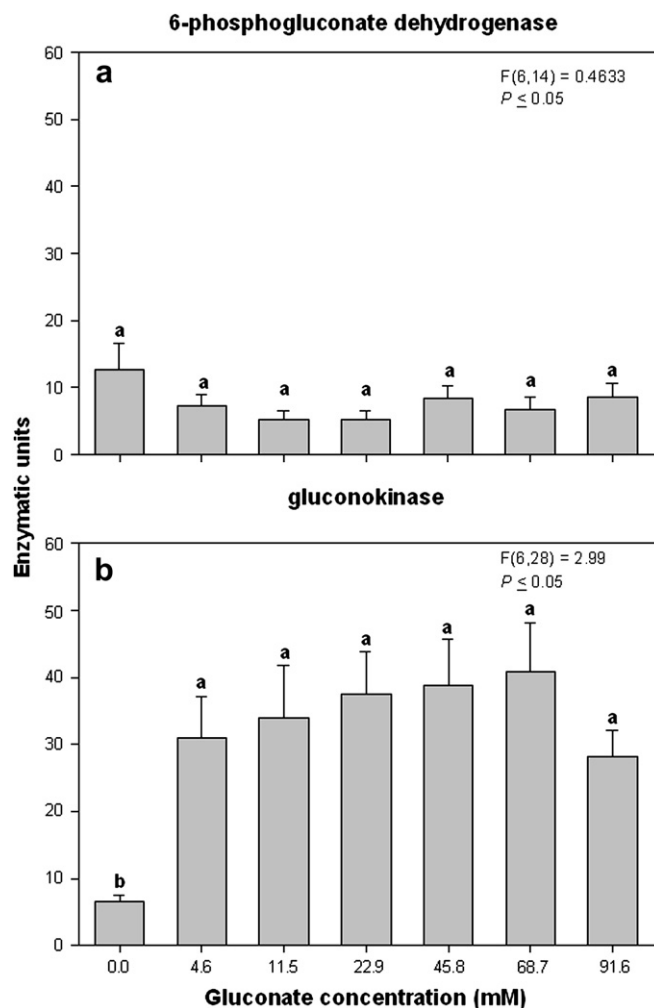 6-phosphogluconate dehydrogenase
a
F(6,14) = 0.4633
P ≤ 0.05
60
50
40
30
20
10
0
a
a
a
a
a
a
a
Enzymatic units
gluconokinase
b
F(6,28) = 2.99
P ≤ 0.05
60
50
40
30
20
10
0
b
a
a
a
a
a
a
0.0 4.6 11.5 22.9 45.8 68.7 91.6
Gluconate concentration (mM)